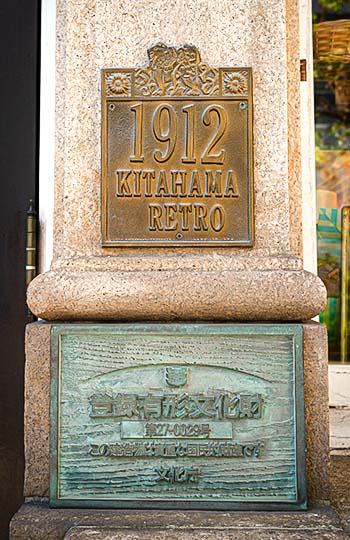 1912
KITAHAMA
RETRO
登録有形文化財
第27-0029号
この建造物は貴重な国民的財産です
文化庁